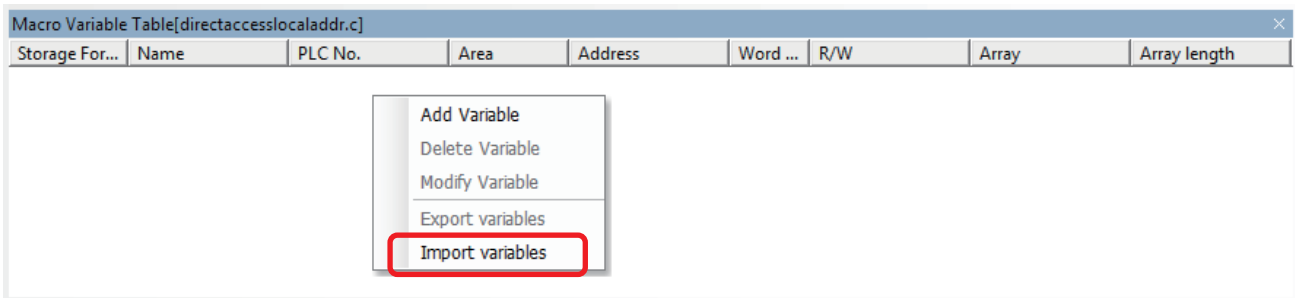 Macro Variable Table[directaccesslocaladdr.c]
Storage For... Name PLC No. Area Address Word ... R/W Array Array length
Add Variable
Delete Variable
Modify Variable
Export variables
Import variables